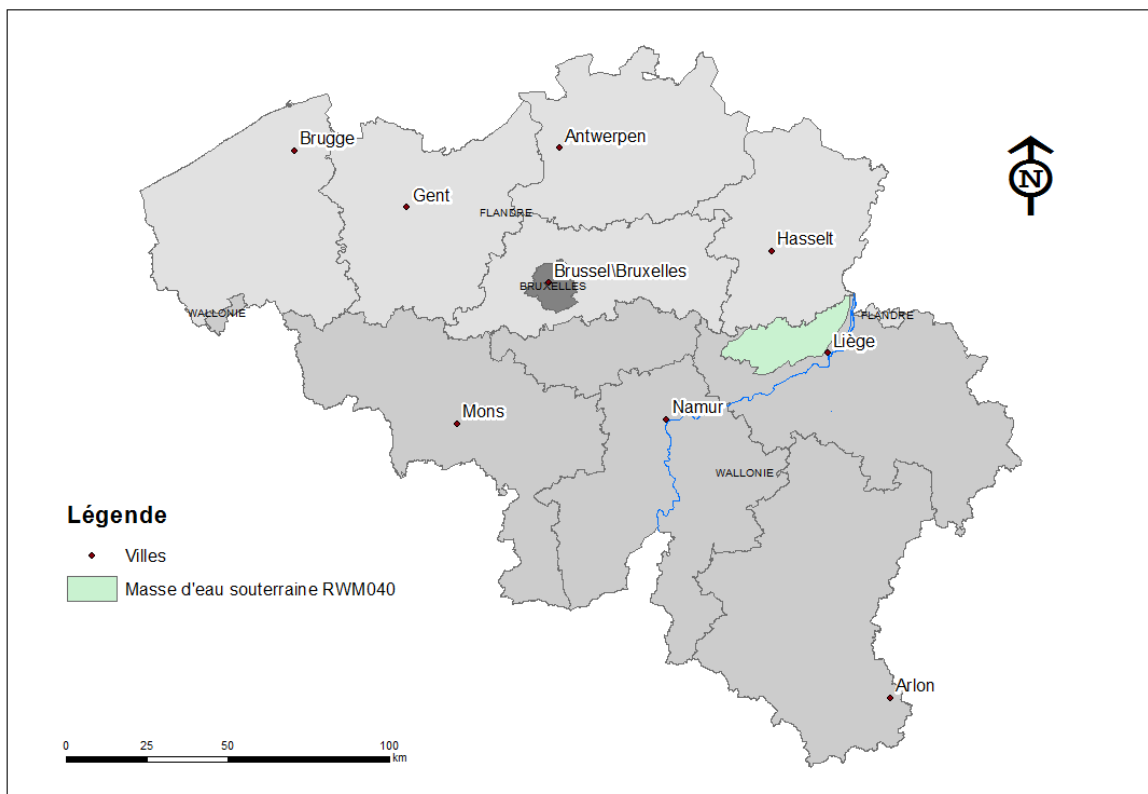 Brugge
Antwerpen
N
Gent
FLANDRE
Hasselt
Brussel\Bruxelles
BRUXELLES
WALLONIE
FLANDRE
Liège
Mons
Namur
WALLONIE
Légende
Villes
Masse d'eau souterraine RWM040
Arlon
0 25 50 100
km